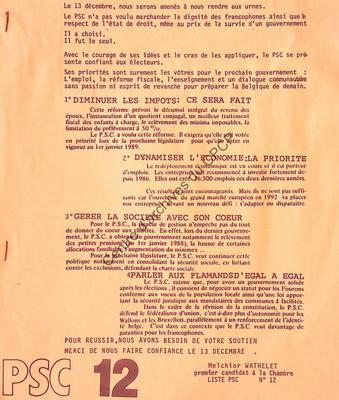 Le 13 décembre, nous serons amenés à nous rendre aux urnes.
Le PSC n'a pas voulu marchander la dignité des francophones ainsi que le
respect de l'état de droit, même au prix de la survie d'un gouvernement
Il a choisi.
Il fut le seul.
Avec le courage de ses idées et le cran de les appliquer, le PSC se pré-
sente confiant aux électeurs.
Ses priorités sont surement les vôtres pour le prochain gouvernement :
L'emploi, la réforme fiscale, l'enseignement et un dialogue communautaire
sans passion ni esprit de revanche pour préparer la Belgique de demain.
1° DIMINUER LES IMPOTS: CE SERA FAIT
Cette réforme prévoit le décumul intégral du revenu des
époux, l'instauration d'un quotient conjugal, un meilleur traitement
fiscal des enfants à charge, le relèvement des minima imposables, la
limitation du prélèvement à 50 %.
Le P.S.C. a voulu cette réforme. Il exigera qu'elle soit votée
en priorité lors de la prochaine législature pour qu'elle entre en
vigueur au 1er janvier 1989.
2° DYNAMISER L'ECONOMIE: LA PRIORITE
Le redéploiement économique est en cours et il est porteur
d'emplois. Les entreprises ont recommencé à investir fortement de-
puis 1986. Elles ont créé 36.500 emplois ces deux dernières années.
Ces résultats sont encourageants. Mais ils ne sont pas suffi-
sants car l'ouverture du grand marché européen en 1992 va placer
nos entreprises devant un nouveau défi : s'adapter ou disparaître.
3° GERER LA SOCIETE AVEC SON COEUR
Pour le P.S.C., la rigueur de gestion n'empêche pas du tout
de donner du coeur aux chiffres. En effet, lors du dernier gouverne-
ment, le P.S.C. a obtenu du gouvernement notamment le relèvement
des petites pensions (au 1er janvier 1988), la hausse de certaines
allocations familiales, l'augmentation du minimex ...
Pour la prochaine législature, le P.S.C. veut continuer cette
politique notamment en consolidant la sécurité sociale, en luttant
contre les exclusions, défendant la charte sociale.
4° PARLER AUX FLAMANDS D'EGAL A EGAL
Le P.S.C. estime que, pour avoir un gouvernement solide
après les élections, il convient de négocier un statut pour les Fourons
conforme aux voeux de la population locale ainsi qu'une loi appor-
tant la sécurité juridique aux mandataires des communes à facilités.
Dans le cadre de la révision de la constitution, le P.S.C.
défend le fédéralisme d'union, c'est-à-dire plus d'autonomie pour les
Wallons et les Bruxellois, parallèlement à un renforcement de l'identi-
té belge. C'est dans ce contexte que le P.S.C. veut davantage de
garanties pour les francophones.
POUR REUSSIR, NOUS AVONS BESOIN DE VOTRE SOUTIEN
MERCI DE NOUS FAIRE CONFIANCE LE 13 DECEMBRE .
Melchior WATHELET
premier candidat à la Chambre
LISTE PSC N° 12
PSC 12